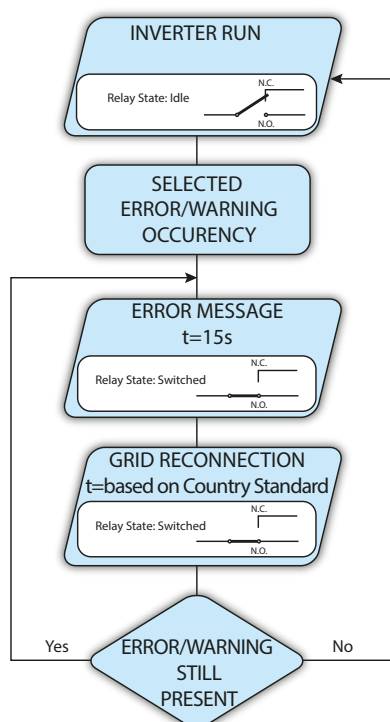 INVERTER RUN
N.C.
Relay State: Idle
N.O.
SELECTED
ERROR/WARNING
OCCURENCY
ERROR MESSAGE
t=15s
N.C.
Relay State: Switched
N.O.
GRID RECONNECTION
t=based on Country Standard
N.C.
Relay State: Switched
N.O.
Yes
No
ERROR/WARNING
STILL
PRESENT